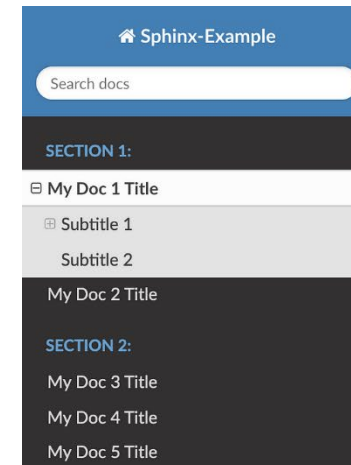 Sphinx-Example
Search docs
SECTION 1:
My Doc 1 Title
Subtitle 1
Subtitle 2
My Doc 2 Title
SECTION 2:
My Doc 3 Title
My Doc 4 Title
My Doc 5 Title